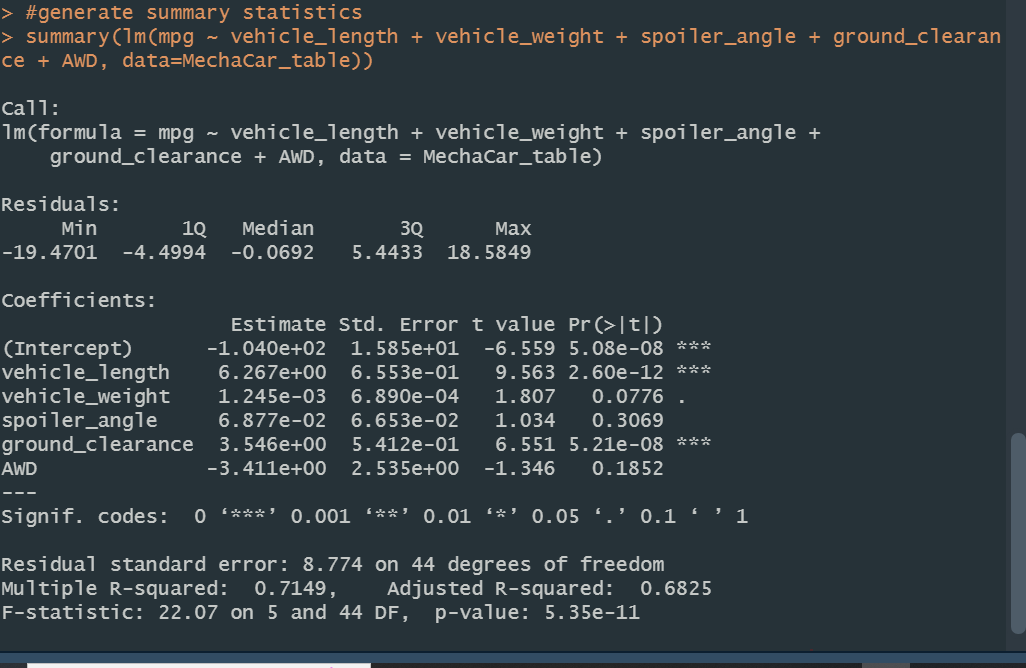 > #generate summary statistics
> summary(lm(mpg ~ vehicle_length + vehicle_weight + spoiler_angle + ground_clearan
ce + AWD, data=MechaCar_table))

Call:
lm(formula = mpg ~ vehicle_length + vehicle_weight + spoiler_angle +
    ground_clearance + AWD, data = MechaCar_table)

Residuals:
     Min       1Q   Median       3Q      Max
-19.4701  -4.4994  -0.0692   5.4433  18.5849

Coefficients:
                   Estimate Std. Error t value Pr(>|t|)
(Intercept)      -1.040e+02  1.585e+01  -6.559 5.08e-08 ***
vehicle_length    6.267e+00  6.553e-01   9.563 2.60e-12 ***
vehicle_weight    1.245e-03  6.890e-04   1.807   0.0776 .
spoiler_angle     6.877e-02  6.653e-02   1.034   0.3069
ground_clearance  3.546e+00  5.412e-01   6.551 5.21e-08 ***
AWD              -3.411e+00  2.535e+00  -1.346   0.1852
---
Signif. codes:  0 ‘***’ 0.001 ‘**’ 0.01 ‘*’ 0.05 ‘.’ 0.1 ‘ ’ 1

Residual standard error: 8.774 on 44 degrees of freedom
Multiple R-squared:  0.7149,    Adjusted R-squared:  0.6825
F-statistic: 22.07 on 5 and 44 DF,  p-value: 5.35e-11